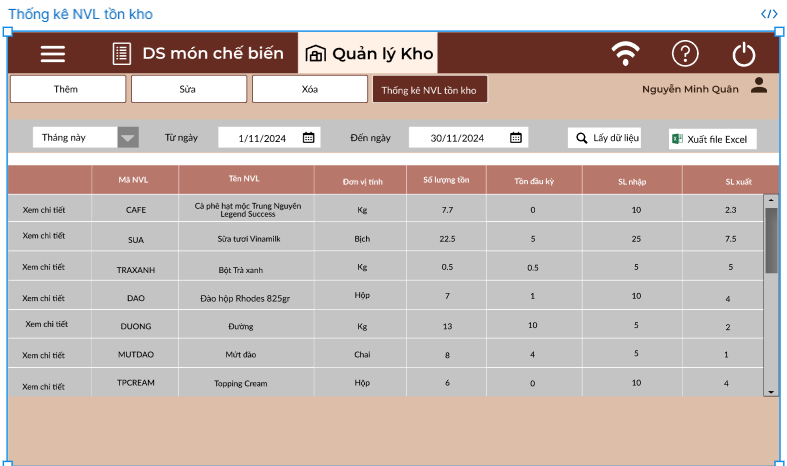 Thống kê NVL tồn kho </>
DS món chế biến Quản lý Kho ?
Thêm Sửa Xóa Thống kê NVL tồn kho Nguyễn Minh Quân
Tháng này Từ ngày 1/11/2024 Đến ngày 30/11/2024 Lấy dữ liệu Xuất file Excel
Mã NVL Tên NVL Đơn vị tính Số lượng tồn Tồn đầu kỳ SL nhập SL xuất
Xem chi tiết CAFE Cà phê hạt mộc Trung Nguyên
Legend Success Kg 7.7 0 10 2.3
Xem chi tiết SUA Sữa tươi Vinamilk Bịch 22.5 5 25 7.5
Xem chi tiết TRAXANH Bột Trà xanh Kg 0.5 0.5 5 5
Xem chi tiết DAO Đào hộp Rhodes 825gr Hộp 7 1 10 4
Xem chi tiết DUONG Đường Kg 13 10 5 2
Xem chi tiết MUTDAO Mứt đào Chai 8 4 5 1
Xem chi tiết TPCREAM Topping Cream Hộp 6 0 10 4